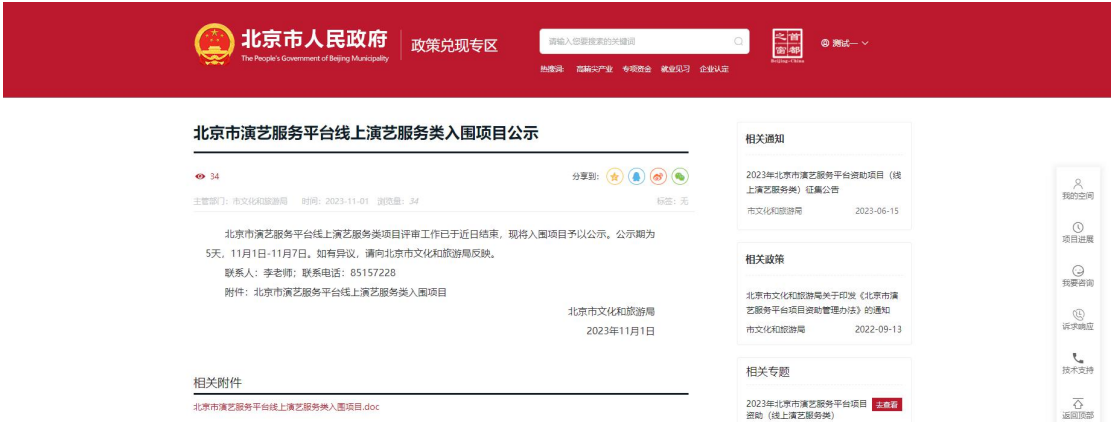 北京市人民政府
The People's Government of Beijing Municipality
政策兑现专区
请输入您要搜索的关键词
热搜词: 高精尖产业 专项资金 就业见习 企业认定
首都之窗
Beijing-China
测试一
北京市演艺服务平台线上演艺服务类入围项目公示
34
分享到:
主管部门：市文化和旅游局 时间：2023-11-01 浏览量：34 标签：无
北京市演艺服务平台线上演艺服务类项目评审工作已于近日结束，现将入围项目予以公示。公示期为
5天，11月1日-11月7日。如有异议，请向北京市文化和旅游局反映。
联系人：李老师；联系电话：85157228
附件：北京市演艺服务平台线上演艺服务类入围项目
北京市文化和旅游局
2023年11月1日
相关附件
北京市演艺服务平台线上演艺服务类入围项目.doc
相关通知
2023年北京市演艺服务平台资助项目（线
上演艺服务类）征集公告
市文化和旅游局 2023-06-15
相关政策
北京市文化和旅游局关于印发《北京市演
艺服务平台项目资助管理办法》的通知
市文化和旅游局 2022-09-13
相关专题
2023年北京市演艺服务平台项目
资助（线上演艺服务类）
去查看
我的空间
项目进展
我要咨询
诉求响应
技术支持
返回顶部